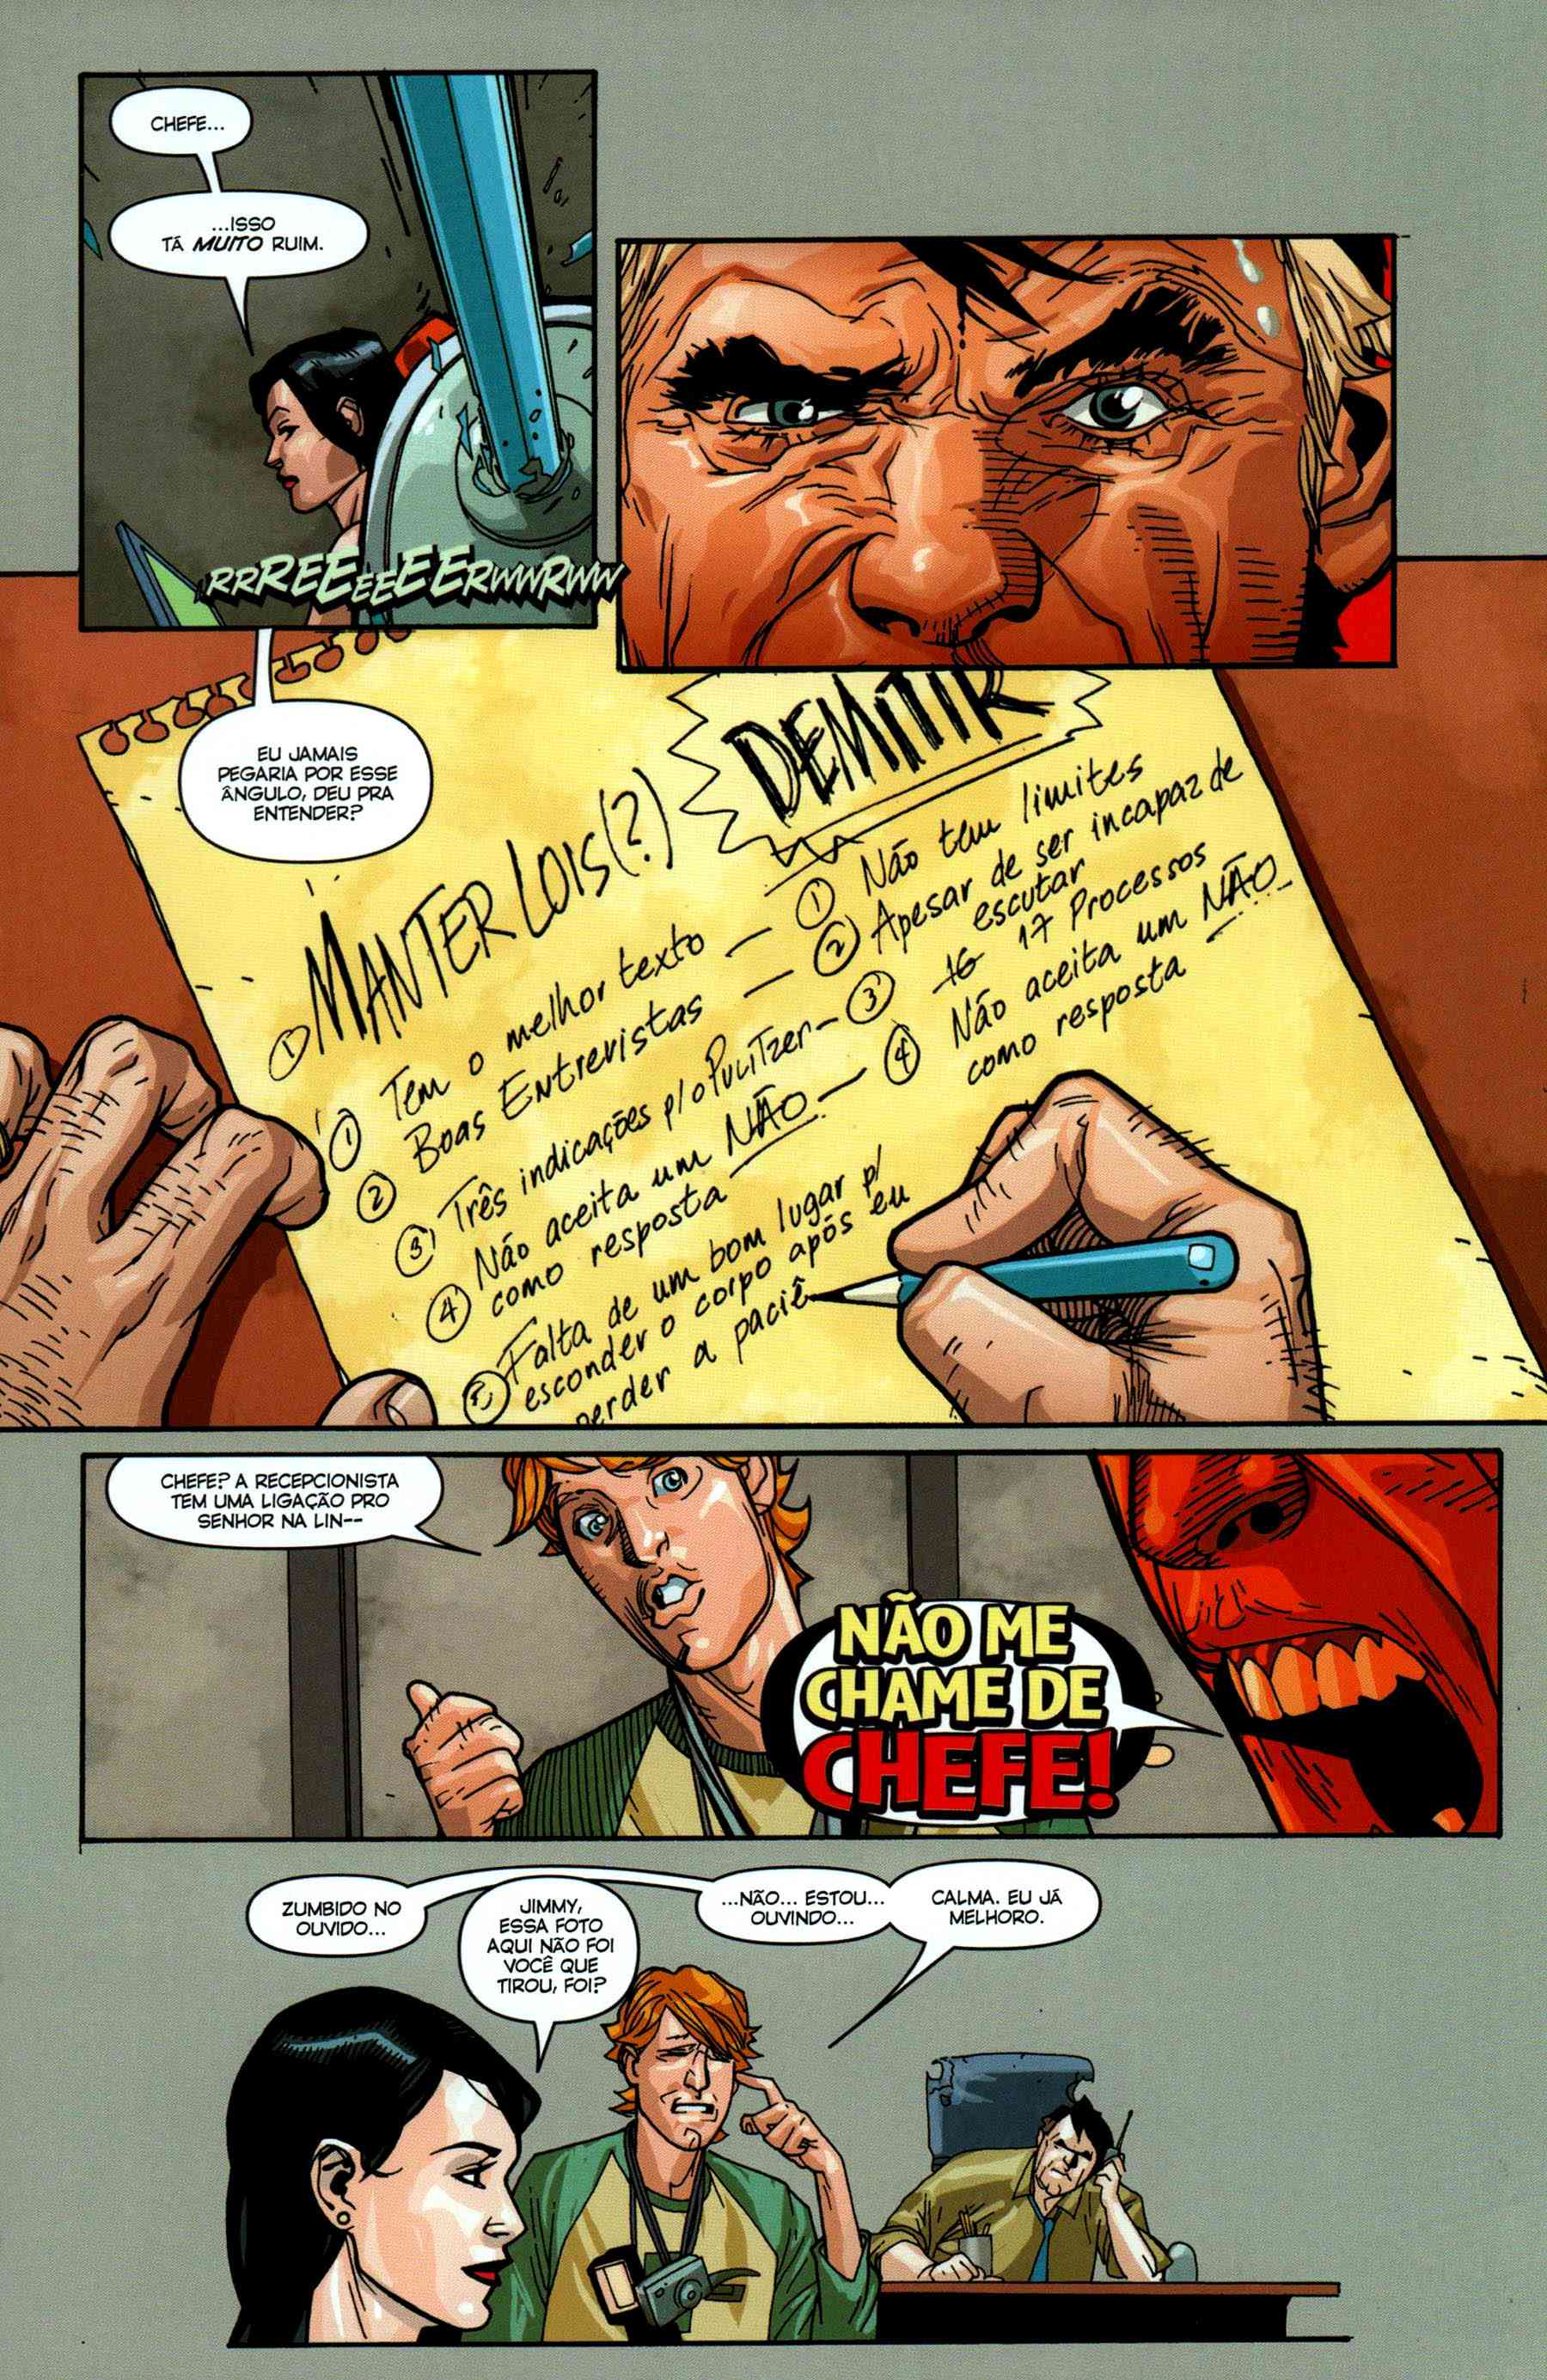 CHEFE...
...ISSO
TÁ MUITO RUIM.
RRREEEEEEEERWWRWW
EU JAMAIS
PEGARIA POR ESSE
ÂNGULO, DEU PRA
ENTENDER?
① MANTER LOIS(?)
① Tem o melhor texto –
② Boas Entrevistas –
③ Três indicações p/ o Pulitzer –
④ Não aceita um NÃO –
como resposta
⑤ Falta de um bom lugar p/
esconder o corpo após eu
perder a paciê
DEMITIR
① Não tem limites
② Apesar de ser incapaz de
escutar
③ 16 17 Processos
④ Não aceita um NÃO
como resposta
CHEFE? A RECEPCIONISTA
TEM UMA LIGAÇÃO PRO
SENHOR NA LIN--
NÃO ME
CHAME DE
CHEFE!
ZUMBIDO NO
OUVIDO...
JIMMY,
ESSA FOTO
AQUI NÃO FOI
VOCÊ QUE
TIROU, FOI?
...NÃO... ESTOU...
OUVINDO...
CALMA. EU JÁ
MELHORO.